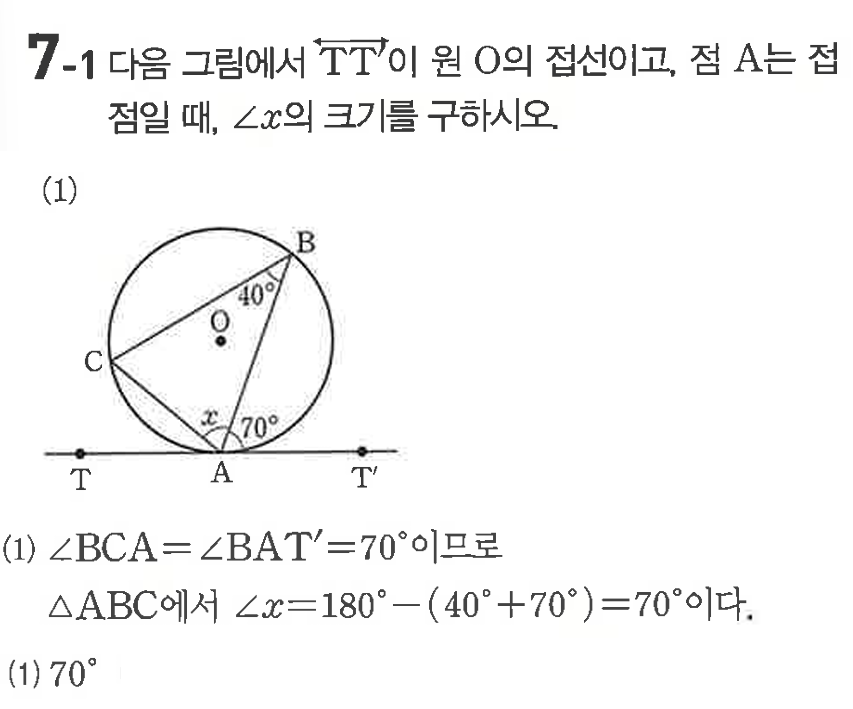 7-1 다음 그림에서 TT′이 원 O의 접선이고, 점 A는 접
점일 때, ∠x의 크기를 구하시오.
(1)
B
40°
O
C
x 70°
T A T′
(1) ∠BCA=∠BAT′=70°이므로
△ABC에서 ∠x=180°-(40°+70°)=70°이다.
(1) 70°